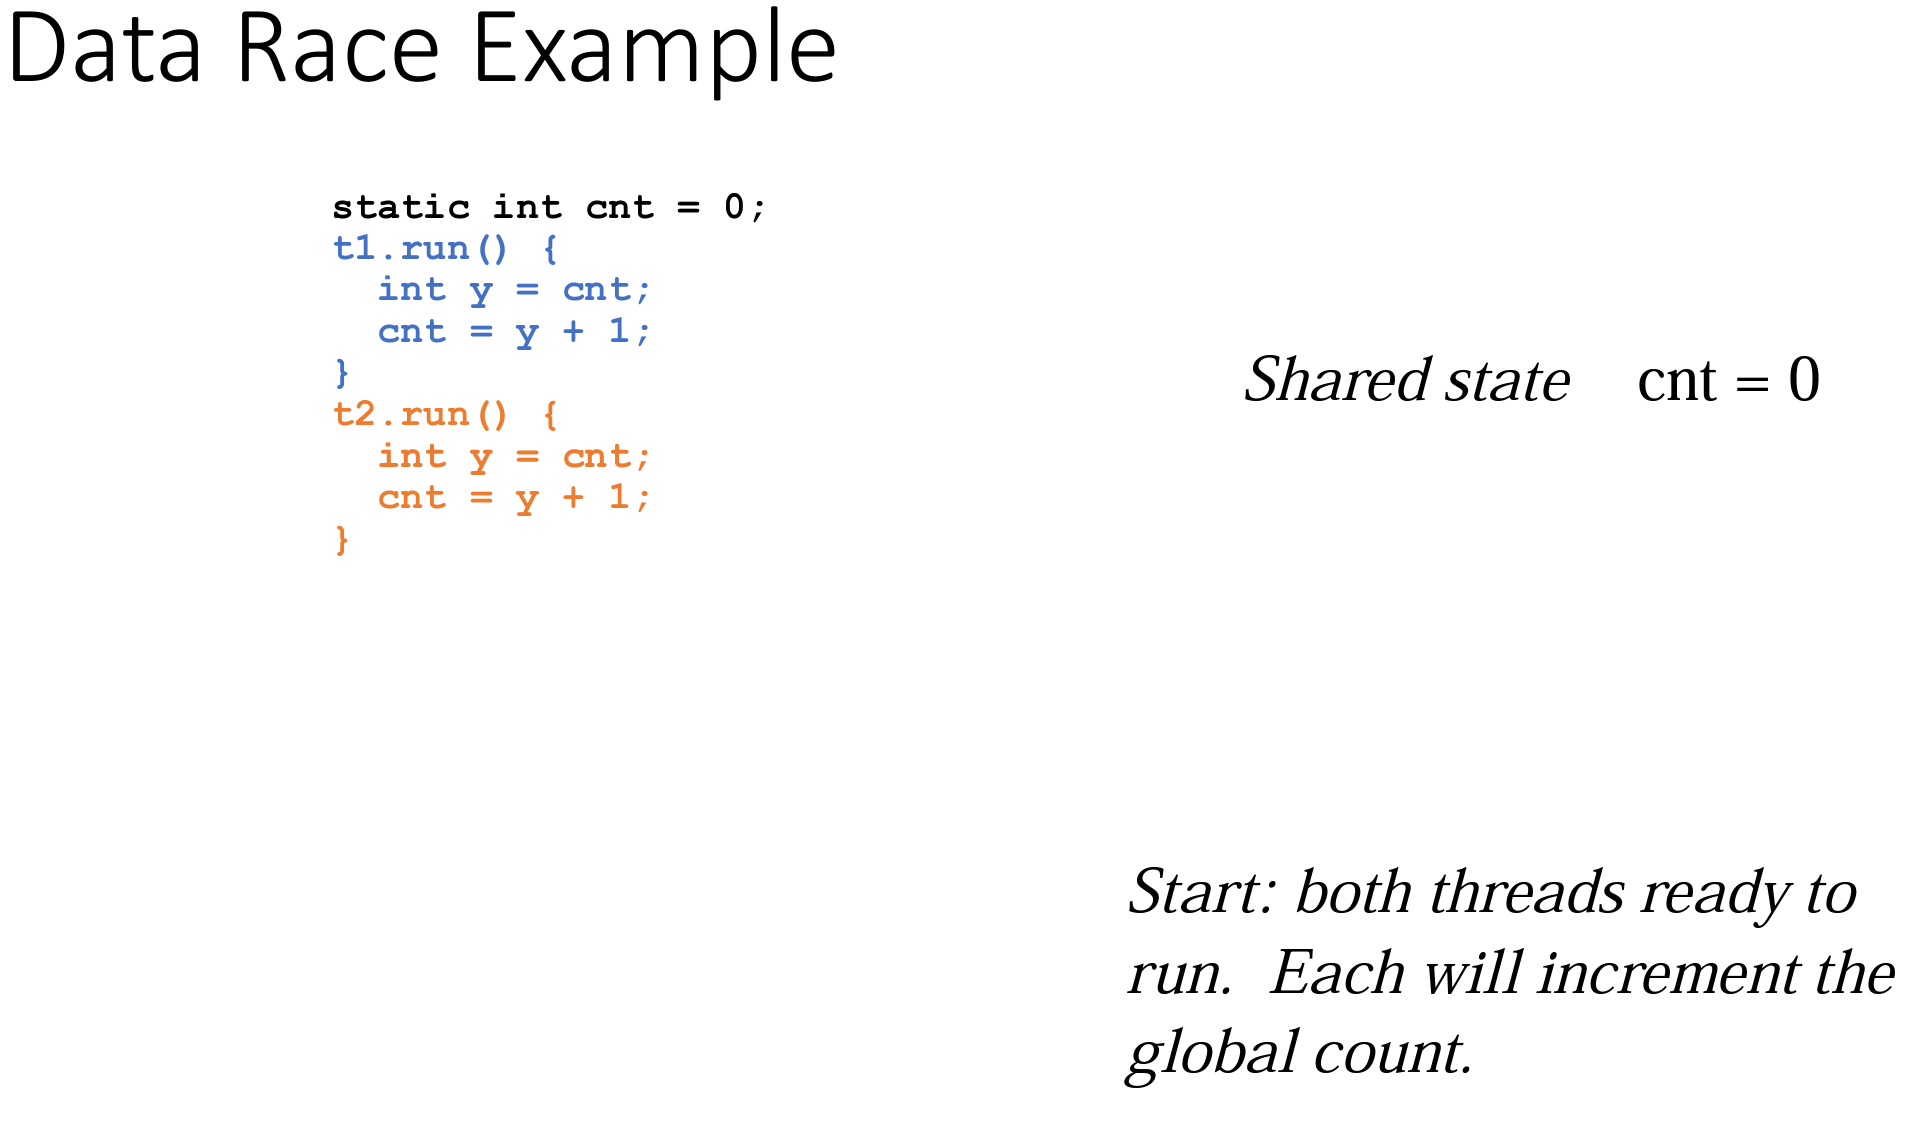 Data Race Example
static int cnt = 0;
t1.run() {
  int y = cnt;
  cnt = y + 1;
}
t2.run() {
  int y = cnt;
  cnt = y + 1;
}
Shared state    cnt = 0
Start: both threads ready to
run.  Each will increment the
global count.